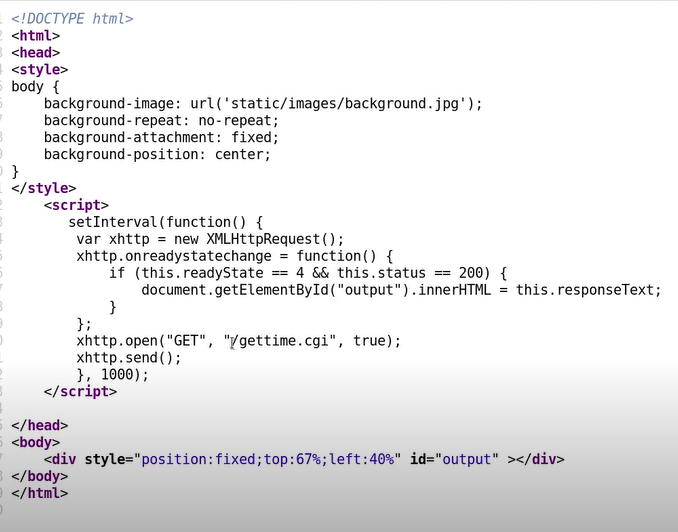 <!DOCTYPE html>
<html>
<head>
<style>
body {
    background-image: url('static/images/background.jpg');
    background-repeat: no-repeat;
    background-attachment: fixed;
    background-position: center;
}
</style>
    <script>
       setInterval(function() {
        var xhttp = new XMLHttpRequest();
        xhttp.onreadystatechange = function() {
            if (this.readyState == 4 && this.status == 200) {
                document.getElementById("output").innerHTML = this.responseText;
            }
        };
        xhttp.open("GET", "/gettime.cgi", true);
        xhttp.send();
        }, 1000);
    </script>
</head>
<body>
    <div style="position:fixed;top:67%;left:40%" id="output" ></div>
</body>
</html>